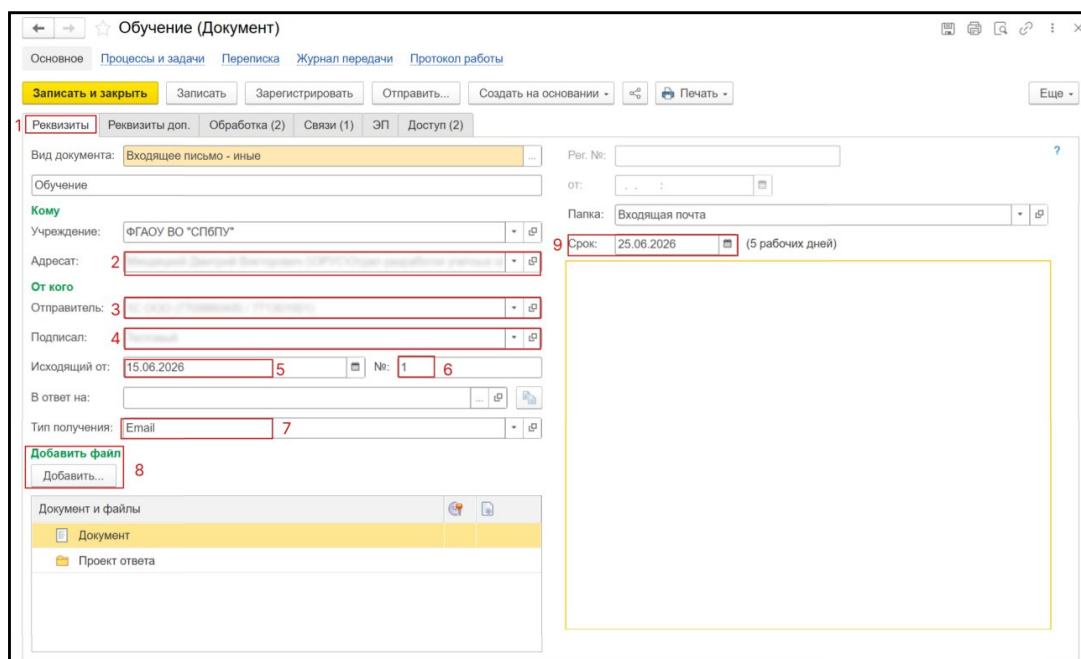 Обучение (Документ)
Основное Процессы и задачи Переписка Журнал передачи Протокол работы
Записать и закрыть Записать Зарегистрировать Отправить... Создать на основании Печать Еще
1 Реквизиты Реквизиты доп. Обработка (2) Связи (1) ЭП Доступ (2)
Вид документа: Входящее письмо - иные ... Рег. №: ?
Обучение от: . . :
Кому Папка: Входящая почта
Учреждение: ФГАОУ ВО "СПбПУ"
9 Срок: 25.06.2026 (5 рабочих дней)
Адресат: 2
От кого
Отправитель: 3
Подписал: 4
Исходящий от: 15.06.2026 5 №: 1 6
В ответ на: ...
Тип получения: Email 7
Добавить файл
Добавить... 8
Документ и файлы
Документ
Проект ответа